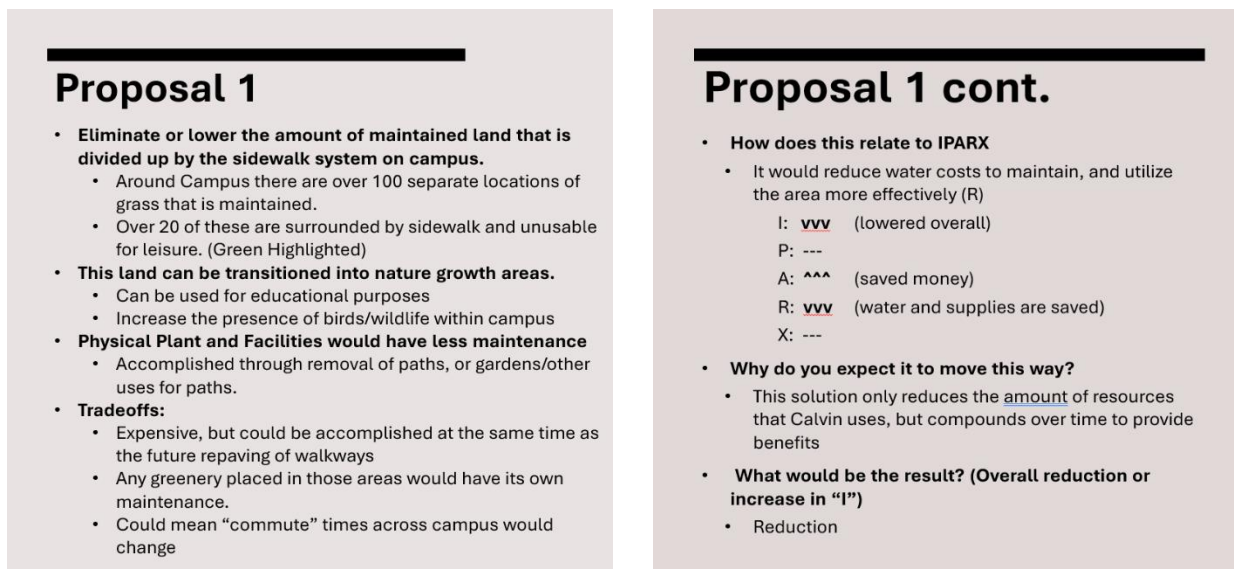 Proposal 1
• Eliminate or lower the amount of maintained land that is
divided up by the sidewalk system on campus.
• Around Campus there are over 100 separate locations of
grass that is maintained.
• Over 20 of these are surrounded by sidewalk and unusable
for leisure. (Green Highlighted)
• This land can be transitioned into nature growth areas.
• Can be used for educational purposes
• Increase the presence of birds/wildlife within campus
• Physical Plant and Facilities would have less maintenance
• Accomplished through removal of paths, or gardens/other
uses for paths.
• Tradeoffs:
• Expensive, but could be accomplished at the same time as
the future repaving of walkways
• Any greenery placed in those areas would have its own
maintenance.
• Could mean “commute” times across campus would
change
Proposal 1 cont.
• How does this relate to IPARX
• It would reduce water costs to maintain, and utilize
the area more effectively (R)
I: vvv (lowered overall)
P: ---
A: ^^^ (saved money)
R: vvv (water and supplies are saved)
X: ---
• Why do you expect it to move this way?
• This solution only reduces the amount of resources
that Calvin uses, but compounds over time to provide
benefits
• What would be the result? (Overall reduction or
increase in “I”)
• Reduction